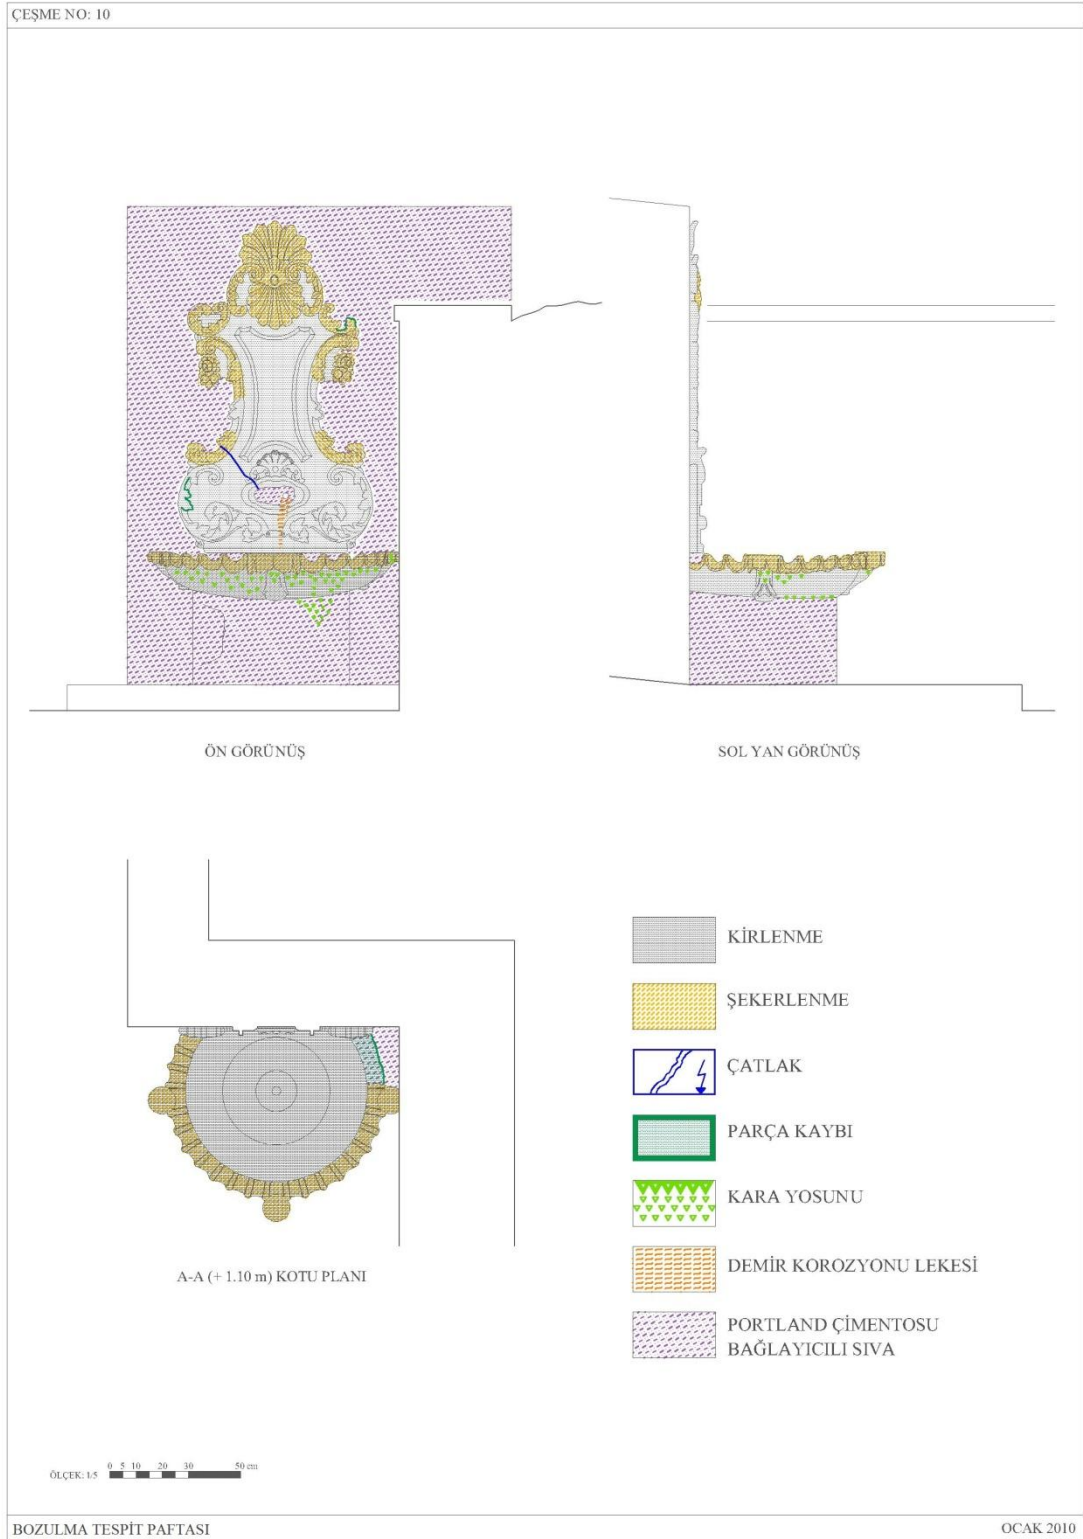 ÇEŞME NO: 10
ÖN GÖRÜNÜŞ
SOL YAN GÖRÜNÜŞ
KİRLENME
ŞEKERLENME
ÇATLAK
PARÇA KAYBI
KARA YOSUNU
DEMİR KOROZYONU LEKESİ
PORTLAND ÇİMENTOSU
BAĞLAYICILI SIVA
A-A (+ 1.10 m) KOTU PLANI
ÖLÇEK: 1/5
0 5 10 20 30 50 cm
BOZULMA TESPİT PAFTASI
OCAK 2010